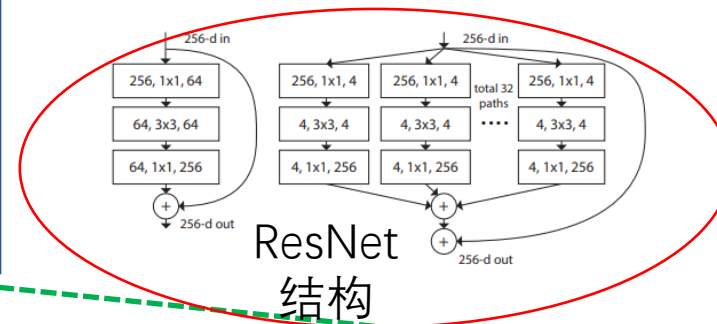 256-d in
256, 1x1, 64
64, 3x3, 64
64, 1x1, 256
+
256-d out
256-d in
256, 1x1, 4
256, 1x1, 4
total 32
paths
....
256, 1x1, 4
4, 3x3, 4
4, 3x3, 4
4, 3x3, 4
4, 1x1, 256
4, 1x1, 256
4, 1x1, 256
+
+
256-d out
ResNet
结构